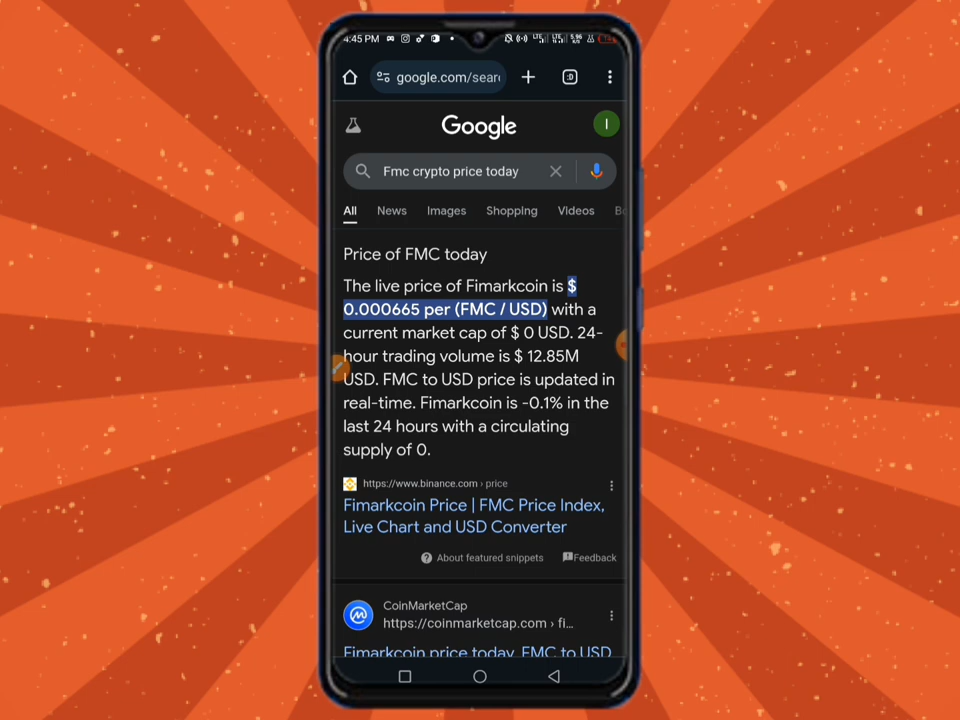 4:45 PM
google.com/sear
Google
I
Fmc crypto price today
All News Images Shopping Videos
Price of FMC today
The live price of Fimarkcoin is $
0.000665 per (FMC / USD) with a
current market cap of $ 0 USD. 24-
hour trading volume is $ 12.85M
USD. FMC to USD price is updated in
real-time. Fimarkcoin is -0.1% in the
last 24 hours with a circulating
supply of 0.
https://www.binance.com › price
Fimarkcoin Price | FMC Price Index,
Live Chart and USD Converter
About featured snippets Feedback
CoinMarketCap
https://coinmarketcap.com › fi...
Fimarkcoin price today, FMC to USD